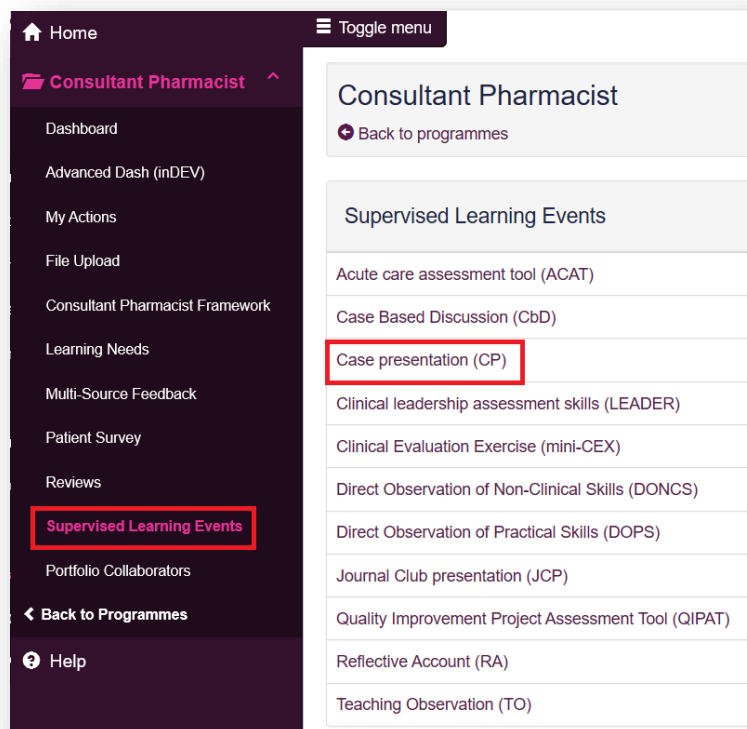 Home
Consultant Pharmacist
Dashboard
Advanced Dash (inDEV)
My Actions
File Upload
Consultant Pharmacist Framework
Learning Needs
Multi-Source Feedback
Patient Survey
Reviews
Supervised Learning Events
Portfolio Collaborators
Back to Programmes
Help
Toggle menu
Consultant Pharmacist
Back to programmes
Supervised Learning Events
Acute care assessment tool (ACAT)
Case Based Discussion (CbD)
Case presentation (CP)
Clinical leadership assessment skills (LEADER)
Clinical Evaluation Exercise (mini-CEX)
Direct Observation of Non-Clinical Skills (DONCS)
Direct Observation of Practical Skills (DOPS)
Journal Club presentation (JCP)
Quality Improvement Project Assessment Tool (QIPAT)
Reflective Account (RA)
Teaching Observation (TO)